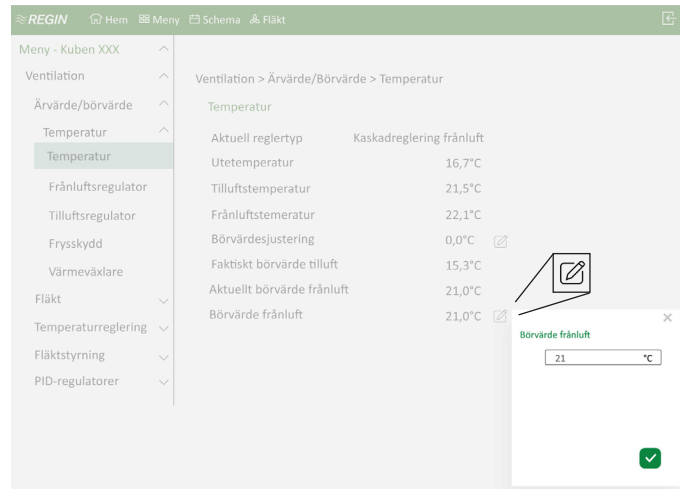 REGIN Hem Meny Schema Fläkt
Meny - Kuben XXX
Ventilation
Ärvärde/börvärde
Temperatur
Temperatur
Frånluftsregulator
Tilluftsregulator
Frysskydd
Värmeväxlare
Fläkt
Temperaturreglering
Fläktstyrning
PID-regulatorer
Ventilation > Ärvärde/Börvärde > Temperatur
Temperatur
Aktuell reglertyp Kaskadreglering frånluft
Utetemperatur 16,7°C
Tilluftstemperatur 21,5°C
Frånluftstemeratur 22,1°C
Börvärdesjustering 0,0°C
Faktiskt börvärde tilluft 15,3°C
Aktuellt börvärde frånluft 21,0°C
Börvärde frånluft 21,0°C
Börvärde frånluft
21 °C